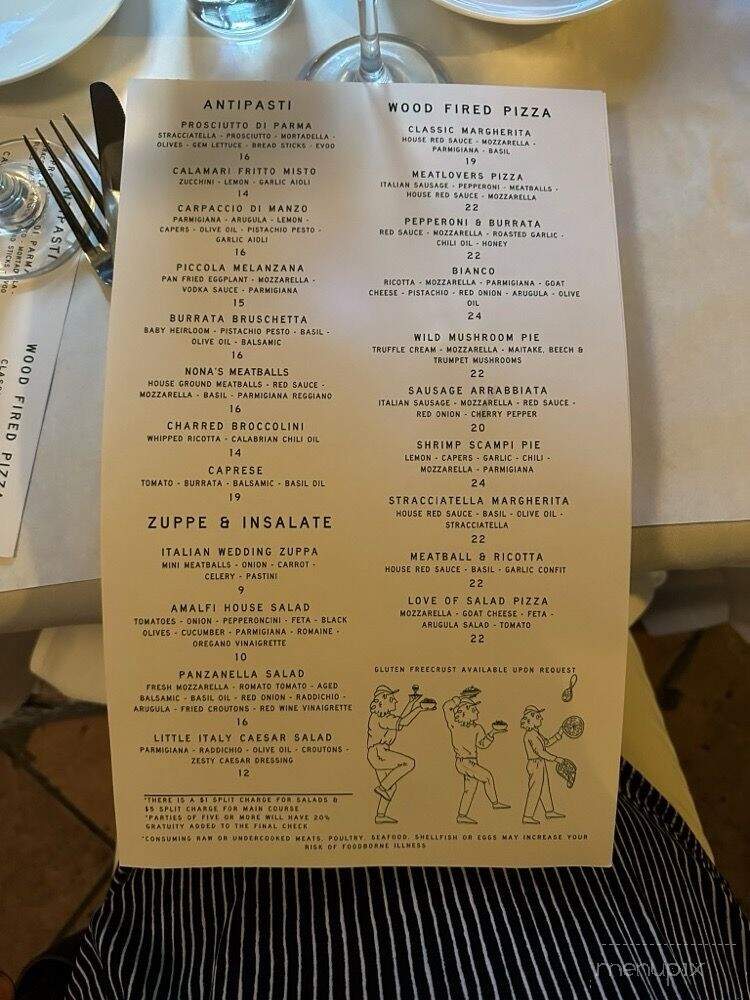 ANTIPASTI
PROSCIUTTO DI PARMA
STRACCIATELLA - PROSCIUTTO - MORTADELLA -
OLIVES - GEM LETTUCE - BREAD STICKS - EVOO
16
CALAMARI FRITTO MISTO
ZUCCHINI - LEMON - GARLIC AIOLI
14
CARPACCIO DI MANZO
PARMIGIANA - ARUGULA - LEMON -
CAPERS - OLIVE OIL - PISTACHIO PESTO -
GARLIC AIOLI
16
PICCOLA MELANZANA
PAN FRIED EGGPLANT - MOZZARELLA -
VODKA SAUCE - PARMIGIANA
15
BURRATA BRUSCHETTA
BABY HEIRLOOM - PISTACHIO PESTO - BASIL -
OLIVE OIL - BALSAMIC
16
NONA'S MEATBALLS
HOUSE GROUND MEATBALLS - RED SAUCE -
MOZZARELLA - BASIL - PARMIGIANA REGGIANO
16
CHARRED BROCCOLINI
WHIPPED RICOTTA - CALABRIAN CHILI OIL
14
CAPRESE
TOMATO - BURRATA - BALSAMIC - BASIL OIL
19
ZUPPE & INSALATE
ITALIAN WEDDING ZUPPA
MINI MEATBALLS - ONION - CARROT -
CELERY - PASTINI
9
AMALFI HOUSE SALAD
TOMATOES - ONION - PEPPERONCINI - FETA - BLACK
OLIVES - CUCUMBER - PARMIGIANA - ROMAINE -
OREGANO VINAIGRETTE
10
PANZANELLA SALAD
FRESH MOZZARELLA - ROMATO TOMATO - AGED
BALSAMIC - BASIL OIL - RED ONION - RADDICHIO -
ARUGULA - FRIED CROUTONS - RED WINE VINAIGRETTE
16
LITTLE ITALY CAESAR SALAD
PARMIGIANA - RADDICHIO - OLIVE OIL - CROUTONS -
ZESTY CAESAR DRESSING
12
*THERE IS A $1 SPLIT CHARGE FOR SALADS &
$5 SPLIT CHARGE FOR MAIN COURSE
*PARTIES OF FIVE OR MORE WILL HAVE 20%
GRATUITY ADDED TO THE FINAL CHECK
WOOD FIRED PIZZA
CLASSIC MARGHERITA
HOUSE RED SAUCE - MOZZARELLA -
PARMIGIANA - BASIL
19
MEATLOVERS PIZZA
ITALIAN SAUSAGE - PEPPERONI - MEATBALLS -
HOUSE RED SAUCE - MOZZARELLA
22
PEPPERONI & BURRATA
RED SAUCE - MOZZARELLA - ROASTED GARLIC -
CHILI OIL - HONEY
22
BIANCO
RICOTTA - MOZZARELLA - PARMIGIANA - GOAT
CHEESE - PISTACHIO - RED ONION - ARUGULA - OLIVE
OIL
24
WILD MUSHROOM PIE
TRUFFLE CREAM - MOZZARELLA - MAITAKE, BEECH &
TRUMPET MUSHROOMS
22
SAUSAGE ARRABBIATA
ITALIAN SAUSAGE - MOZZARELLA - RED SAUCE -
RED ONION - CHERRY PEPPER
20
SHRIMP SCAMPI PIE
LEMON - CAPERS - GARLIC - CHILI -
MOZZARELLA - PARMIGIANA
24
STRACCIATELLA MARGHERITA
HOUSE RED SAUCE - BASIL - OLIVE OIL -
STRACCIATELLA
22
MEATBALL & RICOTTA
HOUSE RED SAUCE - BASIL - GARLIC CONFIT
22
LOVE OF SALAD PIZZA
MOZZARELLA - GOAT CHEESE - FETA -
ARUGULA SALAD - TOMATO
22
GLUTEN FREECRUST AVAILABLE UPON REQUEST
*CONSUMING RAW OR UNDERCOOKED MEATS, POULTRY, SEAFOOD, SHELLFISH OR EGGS MAY INCREASE YOUR
RISK OF FOODBORNE ILLNESS
WOOD FIRED PIZZA
menupix